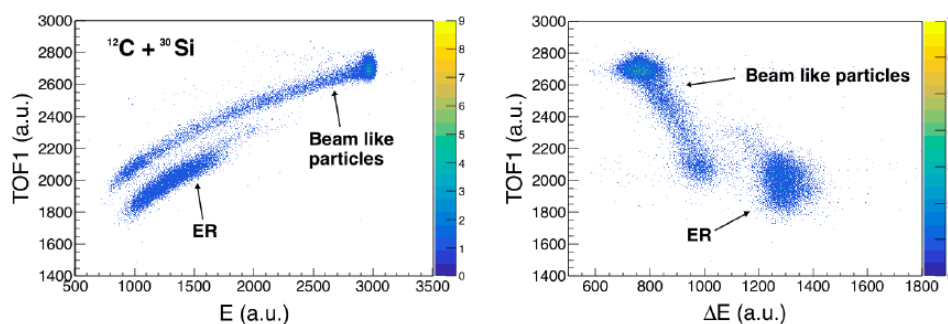 3000
2800
2600
2400
2200
2000
1800
1600
1400
TOF1 (a.u.)
¹²C + ³⁰Si
Beam like
particles
ER
500 1000 1500 2000 2500 3000 3500
E (a.u.)
9
8
7
6
5
4
3
2
1
0
3000
2800
2600
2400
2200
2000
1800
1600
1400
TOF1 (a.u.)
Beam like particles
ER
600 800 1000 1200 1400 1600 1800
ΔE (a.u.)